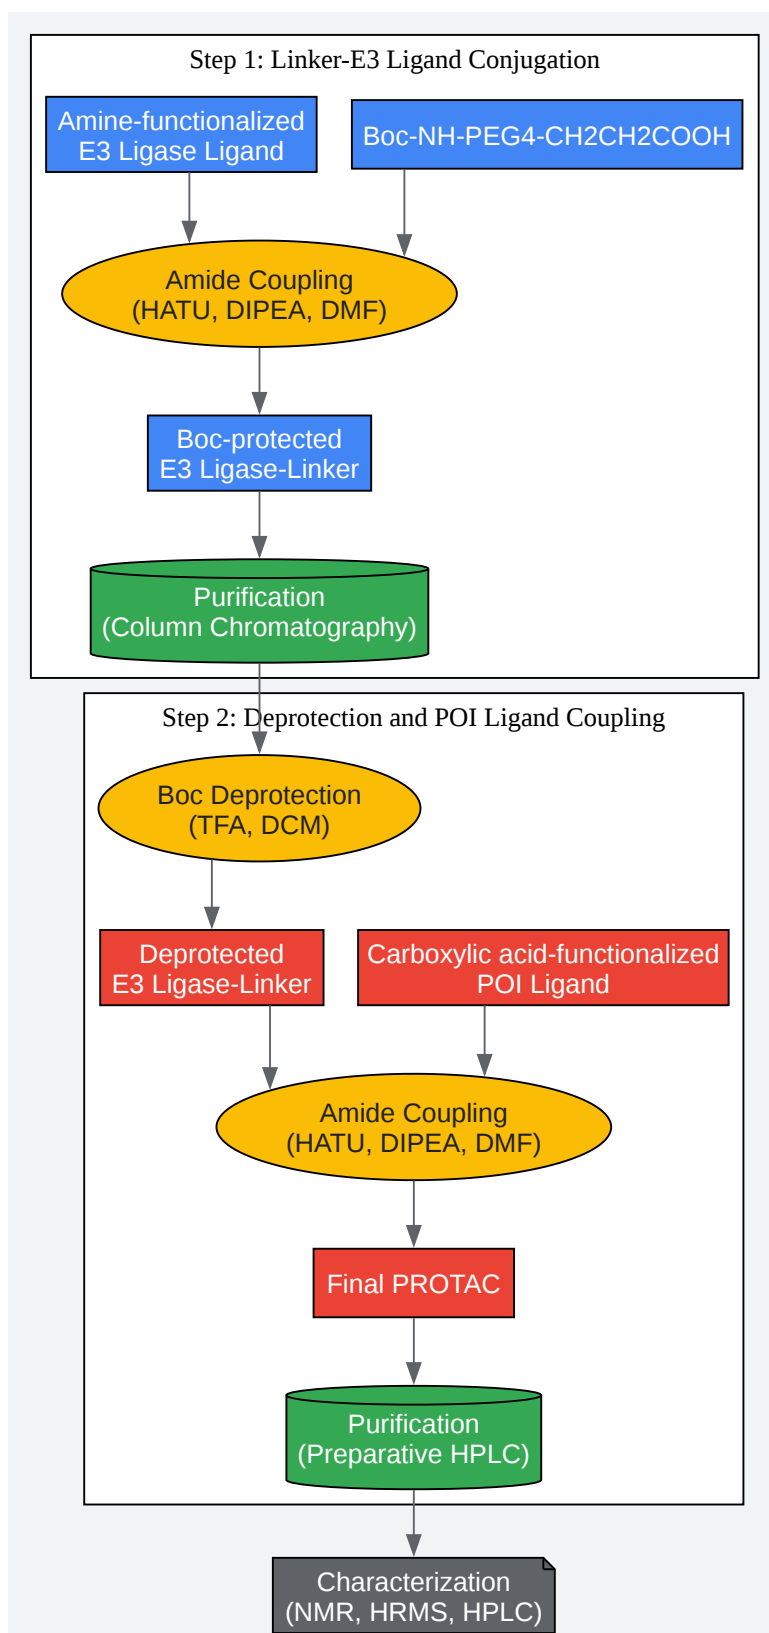 Step 1: Linker-E3 Ligand Conjugation
Amine-functionalized
E3 Ligase Ligand
Boc-NH-PEG4-CH2CH2COOH
Amide Coupling
(HATU, DIPEA, DMF)
Boc-protected
E3 Ligase-Linker
Purification
(Column Chromatography)
Step 2: Deprotection and POI Ligand Coupling
Boc Deprotection
(TFA, DCM)
Deprotected
E3 Ligase-Linker
Carboxylic acid-functionalized
POI Ligand
Amide Coupling
(HATU, DIPEA, DMF)
Final PROTAC
Purification
(Preparative HPLC)
Characterization
(NMR, HRMS, HPLC)